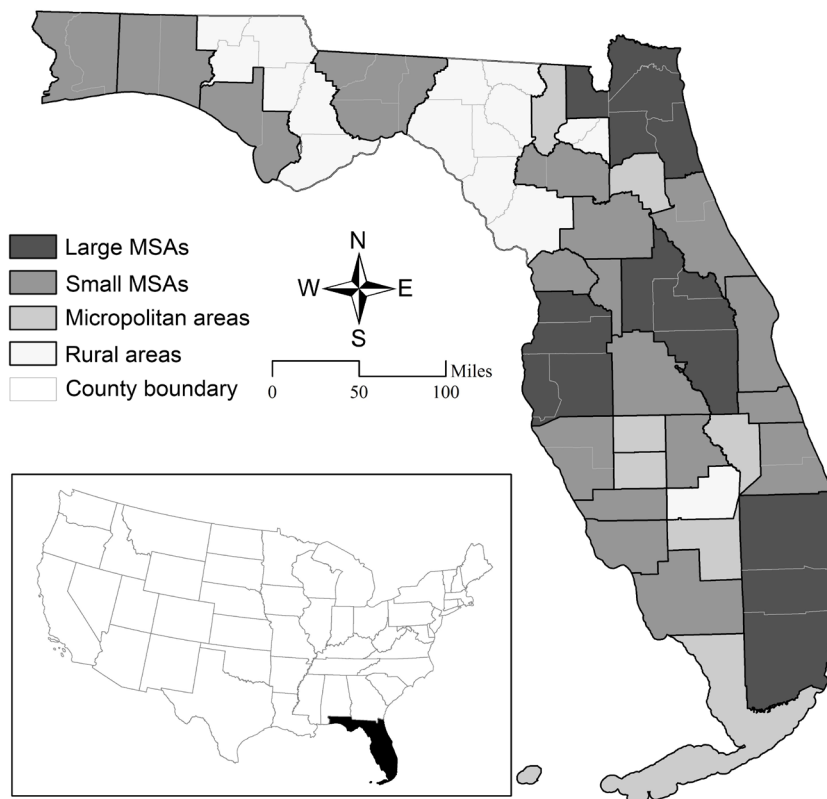 Large MSAs
Small MSAs
Micropolitan areas
Rural areas
County boundary
N
W E
S
Miles
0 50 100